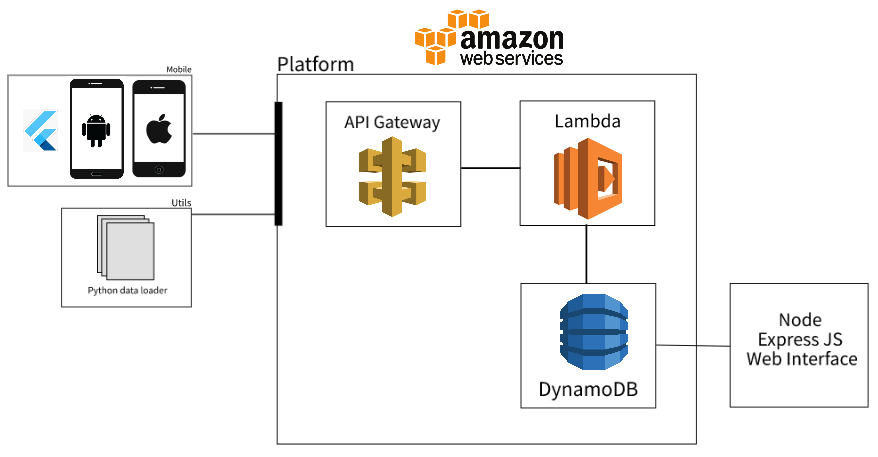 amazon
webservices
Platform
Mobile
API Gateway
Lambda
Utils
Python data loader
DynamoDB
Node
Express JS
Web Interface